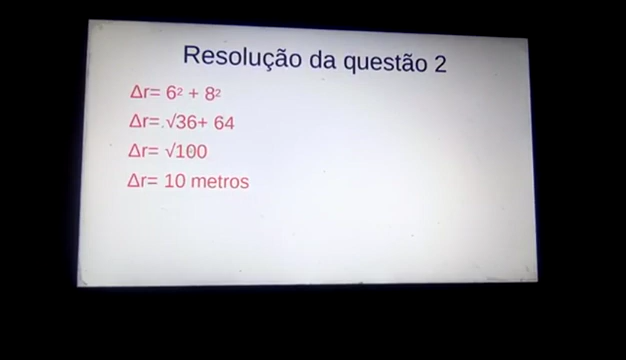 Resolução da questão 2
Δr= 6² + 8²
Δr= √36+ 64
Δr= √100
Δr= 10 metros